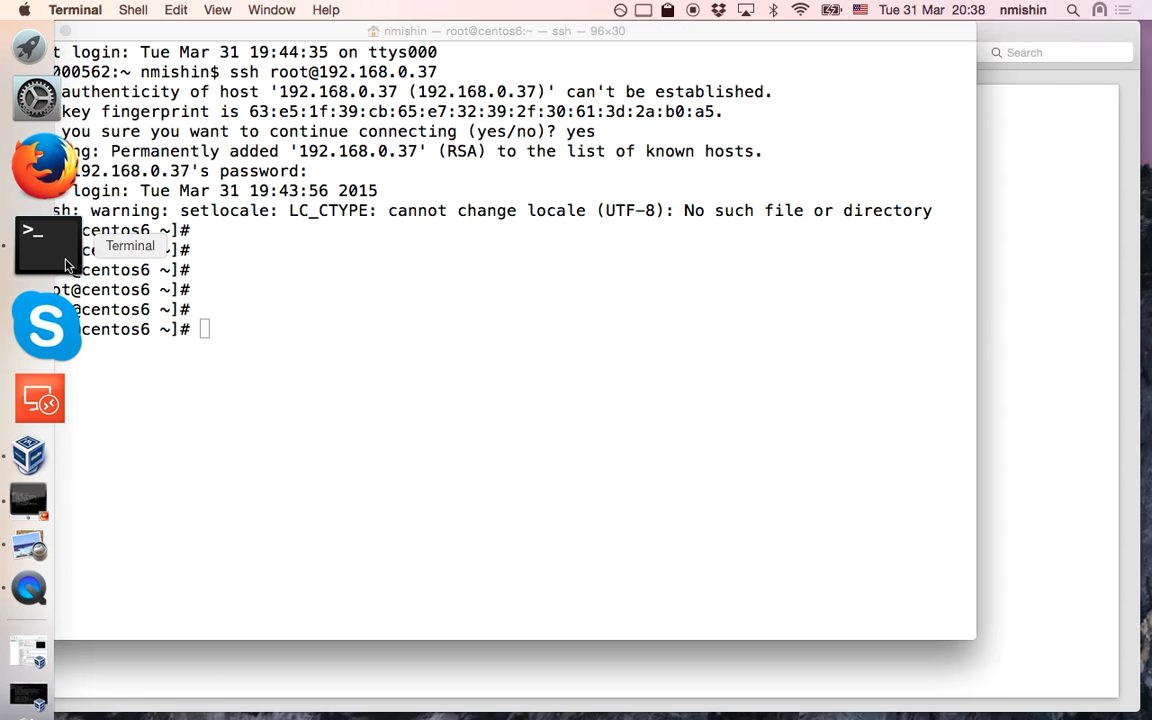 Terminal Shell Edit View Window Help Tue 31 Mar 20:38 nmishin
nmishin — root@centos6:~ — ssh — 96×30
Search
t login: Tue Mar 31 19:44:35 on ttys000
000562:~ nmishin$ ssh root@192.168.0.37
authenticity of host '192.168.0.37 (192.168.0.37)' can't be established.
key fingerprint is 63:e5:1f:39:cb:65:e7:32:39:2f:30:61:3d:2a:b0:a5.
you sure you want to continue connecting (yes/no)? yes
ng: Permanently added '192.168.0.37' (RSA) to the list of known hosts.
192.168.0.37's password:
login: Tue Mar 31 19:43:56 2015
sh: warning: setlocale: LC_CTYPE: cannot change locale (UTF-8): No such file or directory
centos6 ~]#
~]#
Terminal
@centos6 ~]#
ot@centos6 ~]#
@centos6 ~]#
@centos6 ~]#